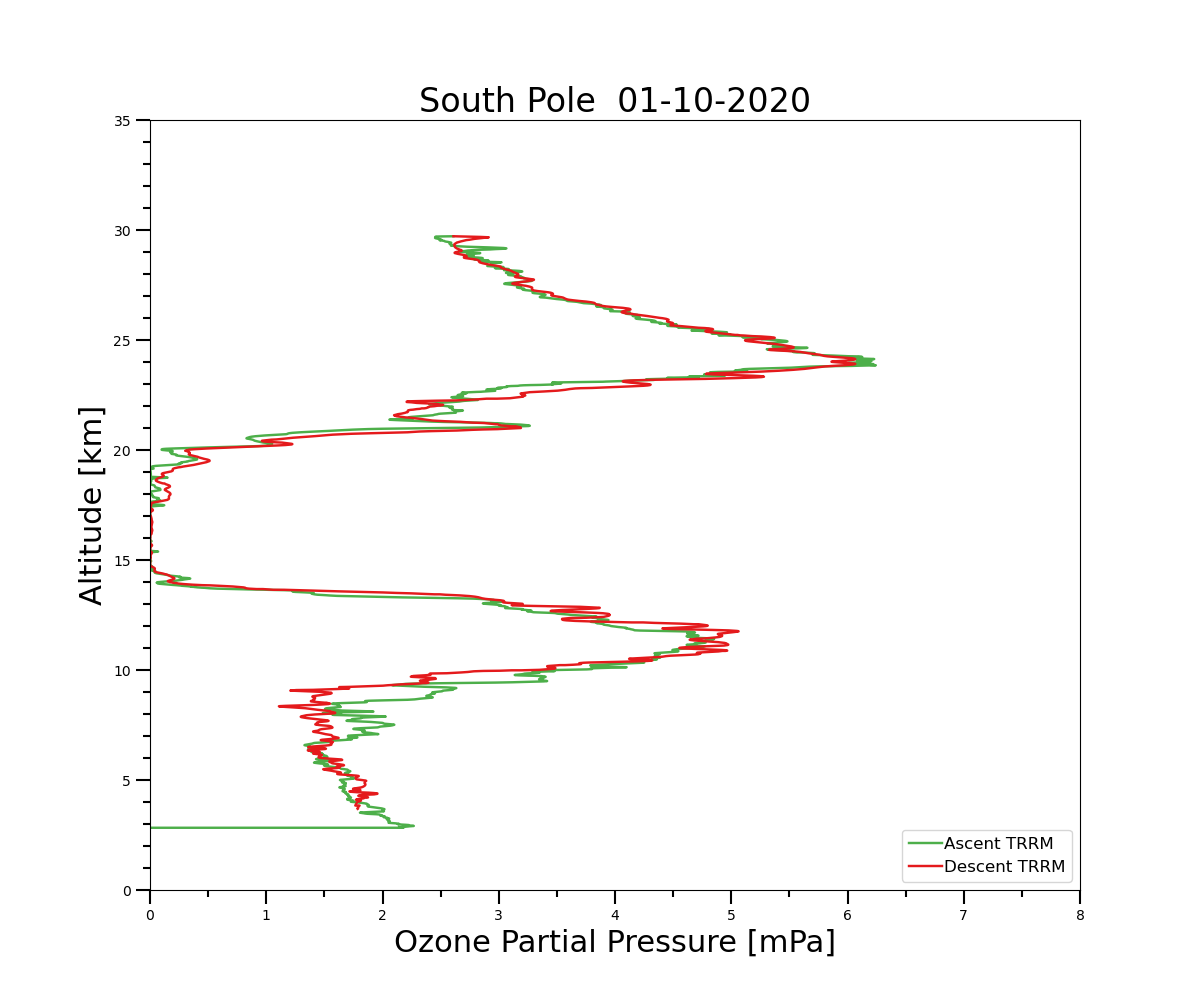 South Pole  01-10-2020
35
30
25
20
15
10
5
0
Altitude [km]
Ascent TRRM
Descent TRRM
0 1 2 3 4 5 6 7 8
Ozone Partial Pressure [mPa]